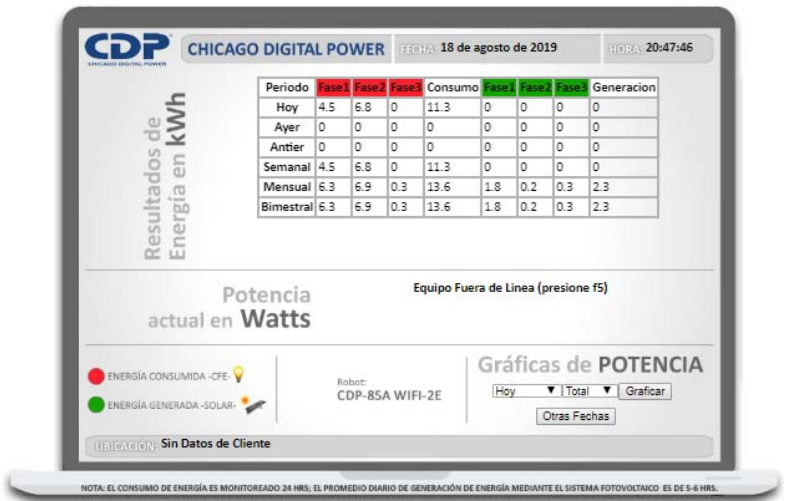 CDP
CHICAGO DIGITAL POWER
CHICAGO DIGITAL POWER
FECHA: 18 de agosto de 2019
HORA: 20:47:46
Resultados de
Energía en kWh
Periodo Fase1 Fase2 Fase3 Consumo Fase1 Fase2 Fase3 Generacion
Hoy 4.5 6.8 0 11.3 0 0 0 0
Ayer 0 0 0 0 0 0 0 0
Antier 0 0 0 0 0 0 0 0
Semanal 4.5 6.8 0 11.3 0 0 0 0
Mensual 6.3 6.9 0.3 13.6 1.8 0.2 0.3 2.3
Bimestral 6.3 6.9 0.3 13.6 1.8 0.2 0.3 2.3
Potencia
actual en Watts
Equipo Fuera de Linea (presione f5)
ENERGÍA CONSUMIDA -CFE-
ENERGÍA GENERADA -SOLAR-
Robot:
CDP-85A WIFI-2E
Gráficas de POTENCIA
Hoy Total Graficar
Otras Fechas
UBICACIÓN: Sin Datos de Cliente
NOTA: EL CONSUMO DE ENERGÍA ES MONITOREADO 24 HRS; EL PROMEDIO DIARIO DE GENERACIÓN DE ENERGÍA MEDIANTE EL SISTEMA FOTOVOLTAICO ES DE 5-6 HRS.